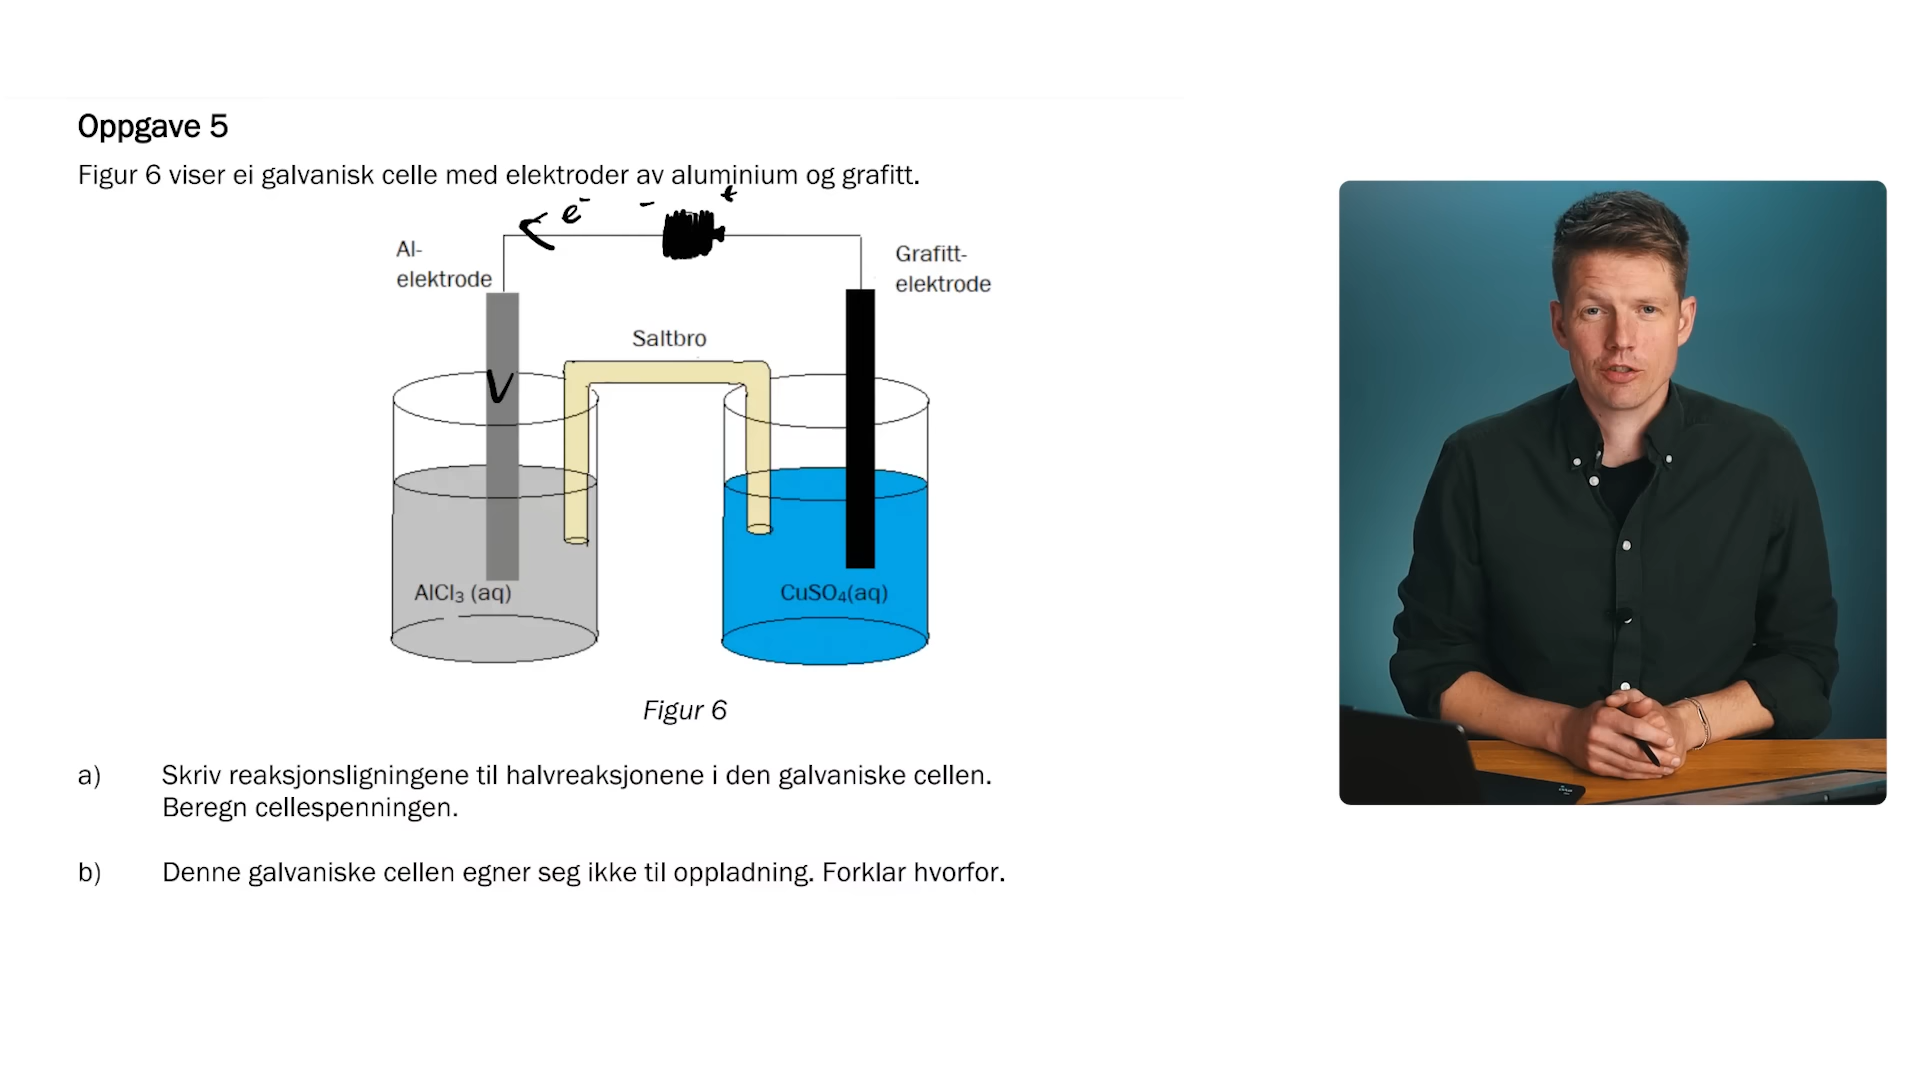 Oppgave 5
Figur 6 viser ei galvanisk celle med elektroder av aluminium og grafitt.
e⁻ - +
Al-
elektrode
Grafitt-
elektrode
Saltbro
V
AlCl₃ (aq)
CuSO₄(aq)
Figur 6
a) Skriv reaksjonsligningene til halvreaksjonene i den galvaniske cellen.
Beregn cellespenningen.
b) Denne galvaniske cellen egner seg ikke til oppladning. Forklar hvorfor.